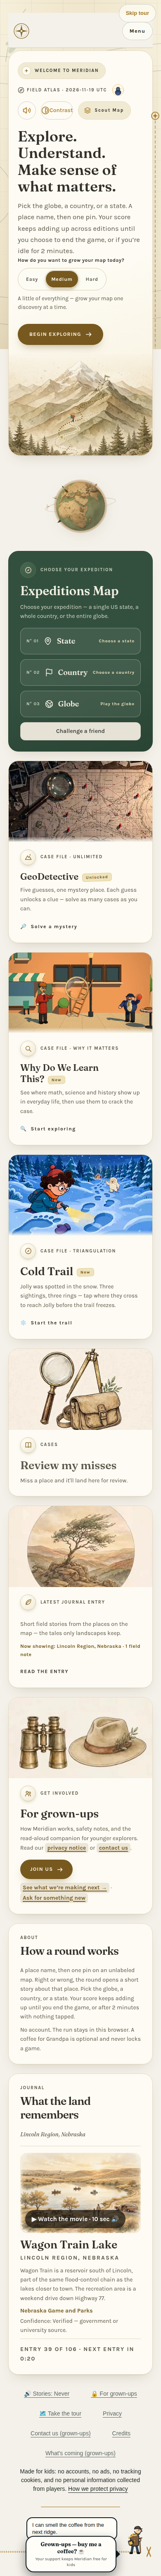 Skip tour
Menu
WELCOME TO MERIDIAN
FIELD ATLAS · 2026-11-18 UTC
Contrast
Scout Map
Explore.
Understand.
Make sense of
what matters.
Pick the globe, a country, or a state. A
place name, then one pin. Your score
keeps adding up across editions until
you choose to end the game, or if you're
idle for 2 minutes.
How do you want to grow your map today?
Easy
Medium
Hard
A little of everything — grow your map one
discovery at a time.
BEGIN EXPLORING →
CHOOSE YOUR EXPEDITION
Expeditions Map
Choose your expedition — a single US state, a
whole country, or the entire globe.
N° 01 State Choose a state
N° 02 Country Choose a country
N° 03 Globe Play the globe
Challenge a friend
CASE FILE · UNLIMITED
GeoDetective Unlocked
Five guesses, one mystery place. Each guess
unlocks a clue — solve as many cases as you
can.
Solve a mystery
CASE FILE · WHY IT MATTERS
Why Do We Learn
This? New
See where math, science and history show up
in everyday life, then use them to crack the
case.
Start exploring
CASE FILE · TRIANGULATION
Cold Trail New
Jolly was spotted in the snow. Three
sightings, three rings — tap where they cross
to reach Jolly before the trail freezes.
Start the trail
CASES
Review my misses
Miss a place and it'll land here for review.
LATEST JOURNAL ENTRY
Short field stories from the places on the
map — the tales only landscapes keep.
Now showing: Lincoln Region, Nebraska · 1 field
note
READ THE ENTRY
GET INVOLVED
For grown-ups
How Meridian works, safety notes, and the
read-aloud companion for younger explorers.
Read our privacy notice or contact us.
JOIN US →
See what we're making next →
Ask for something new
ABOUT
How a round works
A place name, then one pin on an unlabeled
map. Right or wrong, the round opens a short
story about that place. Pick the globe, a
country, or a state. Your score keeps adding
up until you end the game, or after 2 minutes
with nothing tapped.
No account. The run stays in this browser. A
coffee for Grandpa is optional and never locks
a game.
JOURNAL
What the land
remembers
Lincoln Region, Nebraska
▶ Watch the movie · 10 sec
Wagon Train Lake
LINCOLN REGION, NEBRASKA
Wagon Train is a reservoir south of Lincoln,
part of the same flood-control chain as the
lakes closer to town. The recreation area is a
weekend drive down Highway 77.
Nebraska Game and Parks
Confidence: Verified — government or
university source.
ENTRY 39 OF 106 · NEXT ENTRY IN
0:20
Stories: Never
For grown-ups
Take the tour
Privacy
Contact us (grown-ups)
Credits
What's coming (grown-ups)
Made for kids: no accounts, no ads, no tracking
cookies, and no personal information collected
from players. How we protect privacy
I can smell the coffee from the
next ridge.
Grown-ups — buy me a
coffee?
Your support keeps Meridian free for
kids